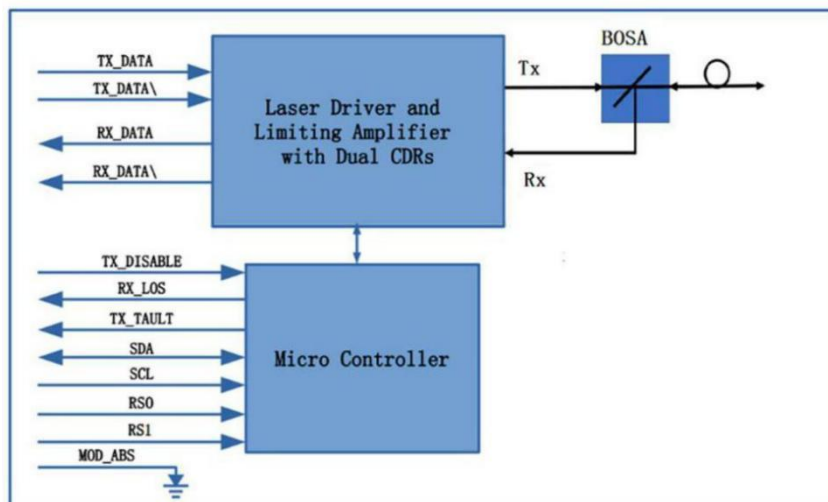 BOSA
TX_DATA
TX_DATA\
RX_DATA
RX_DATA\
Laser Driver and
Limiting Amplifier
with Dual CDRs
Tx
Rx
TX_DISABLE
RX_LOS
TX_TAULT
SDA
SCL
RS0
RS1
MOD_ABS
Micro Controller